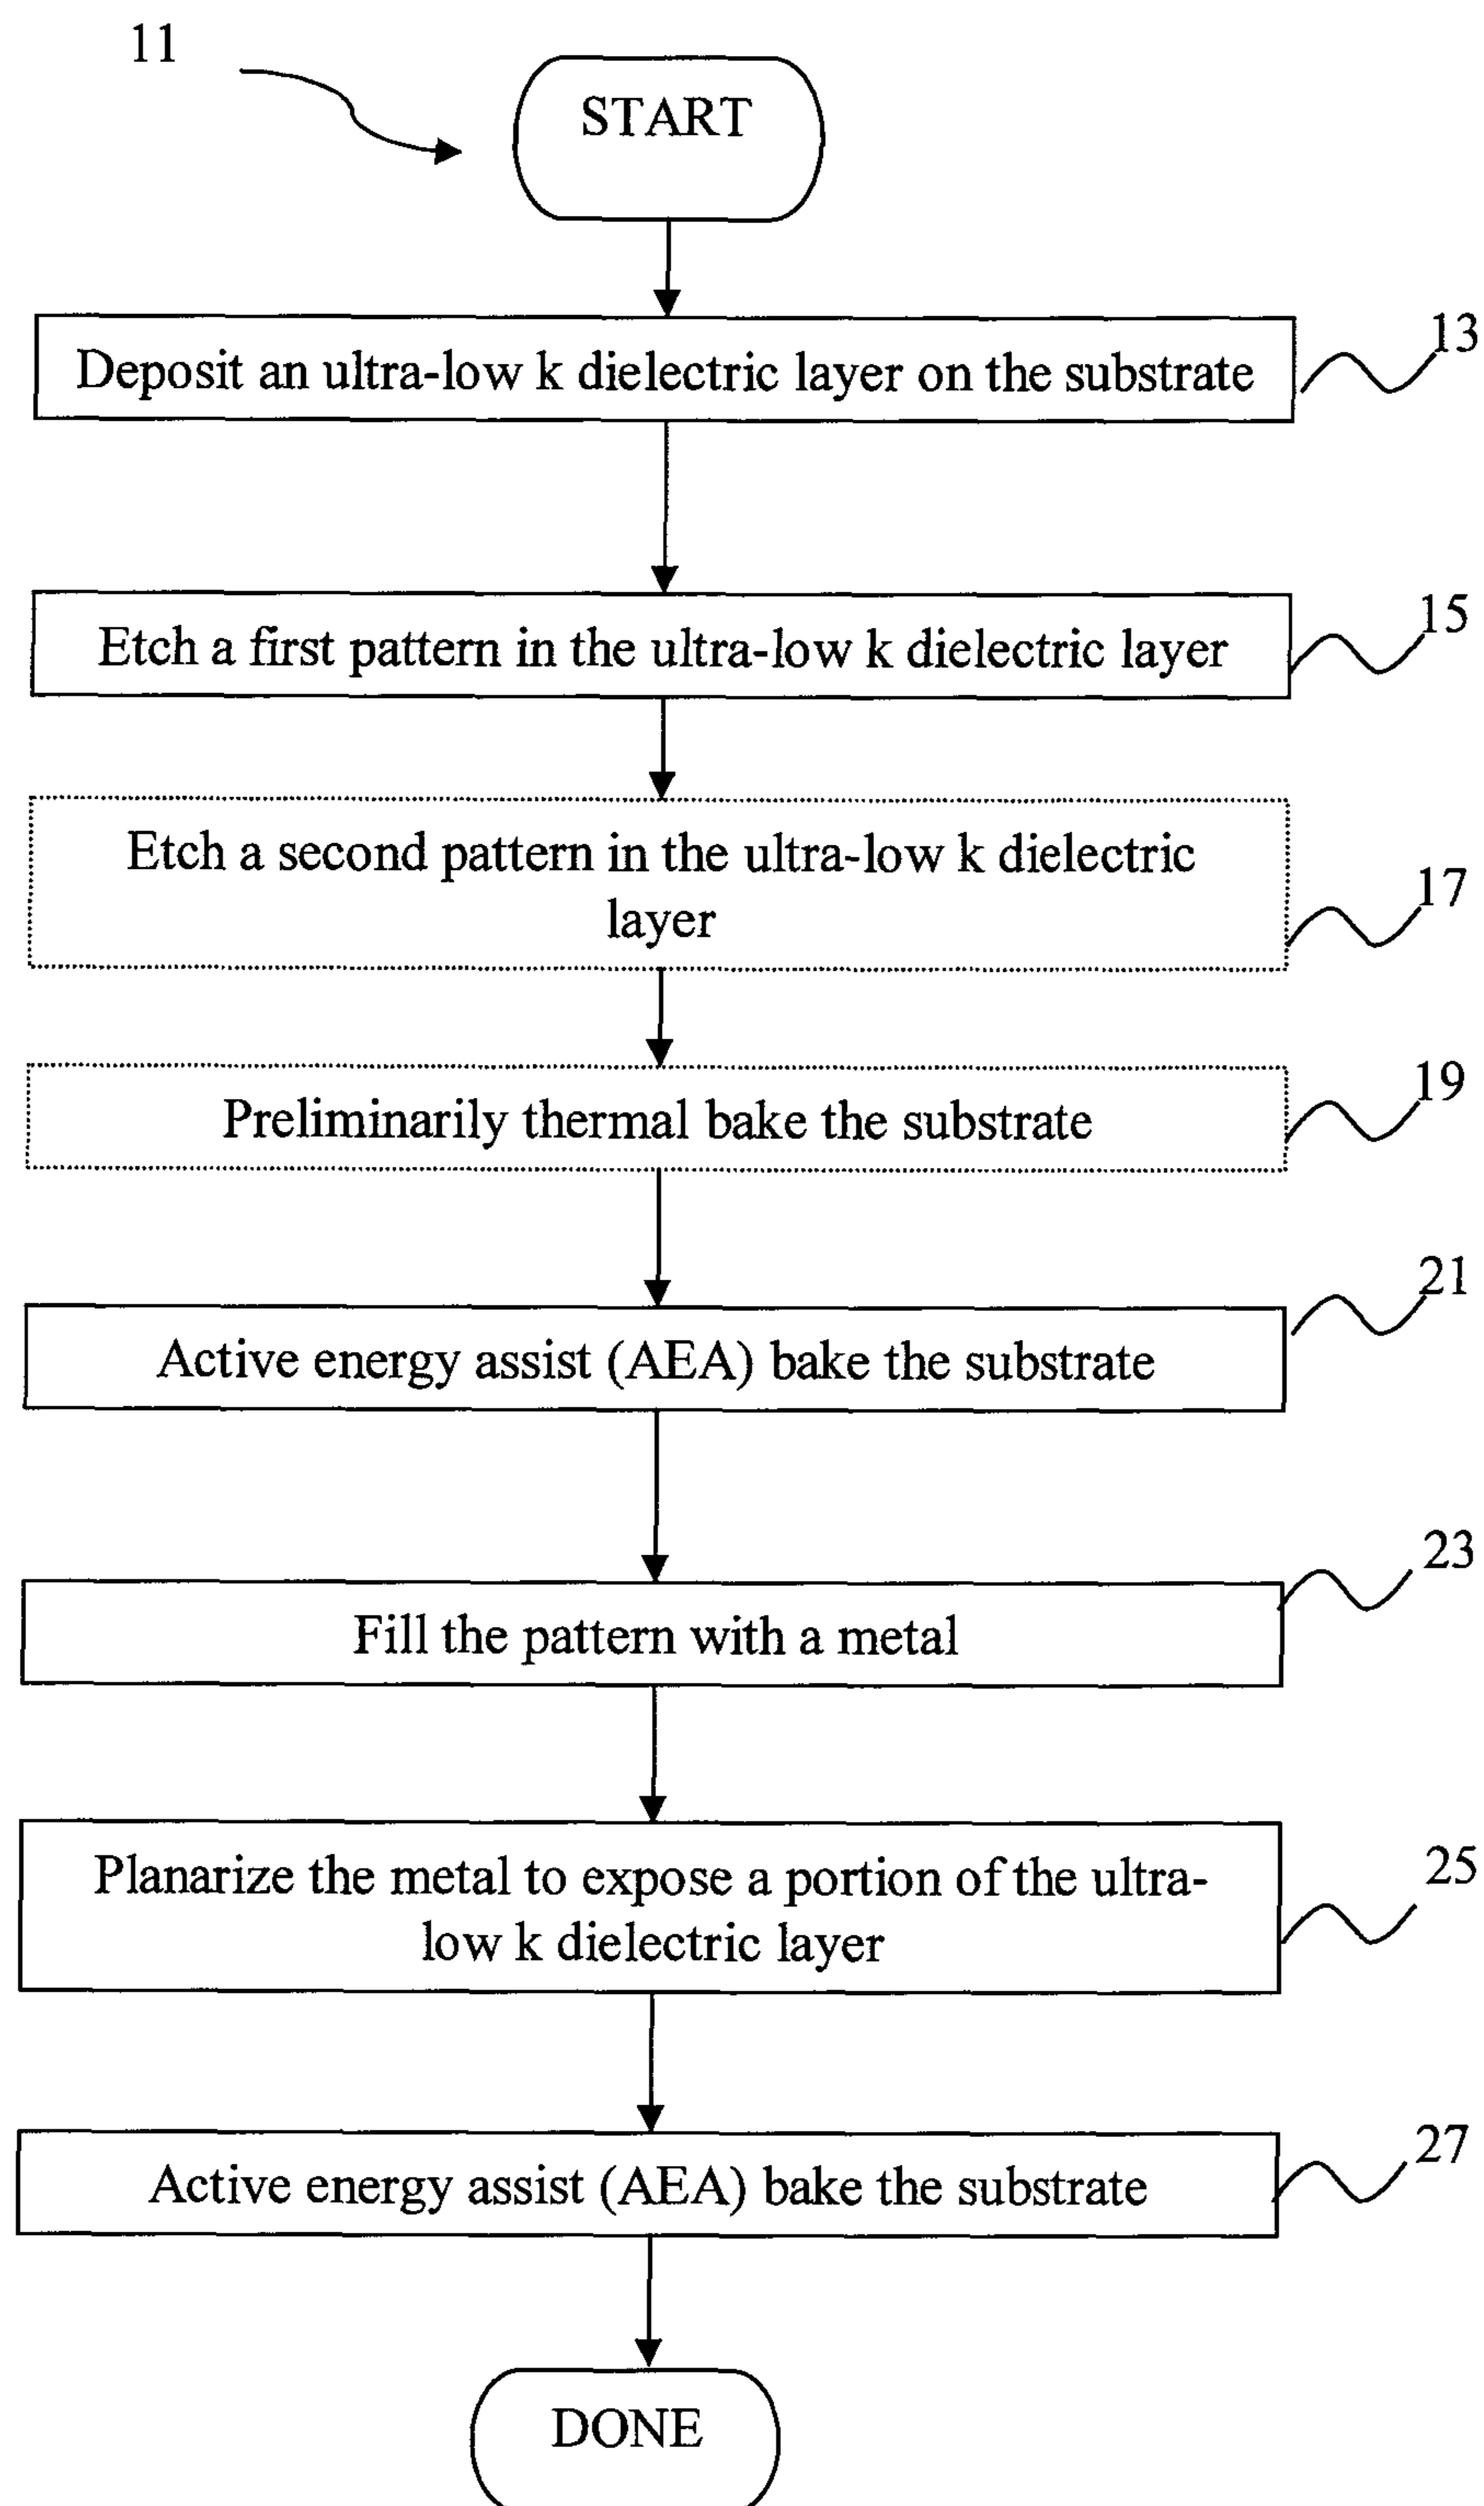 11
START
Deposit an ultra-low k dielectric layer on the substrate
13
Etch a first pattern in the ultra-low k dielectric layer
15
Etch a second pattern in the ultra-low k dielectric
layer
17
Preliminarily thermal bake the substrate
19
Active energy assist (AEA) bake the substrate
21
Fill the pattern with a metal
23
Planarize the metal to expose a portion of the ultra-
low k dielectric layer
25
Active energy assist (AEA) bake the substrate
27
DONE